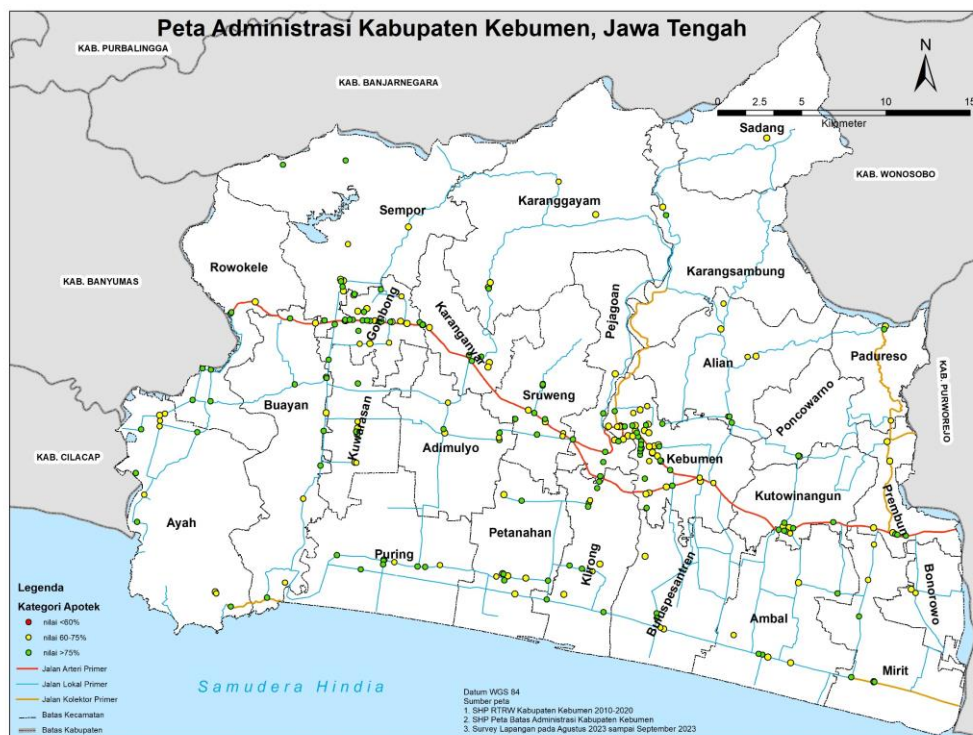 Peta Administrasi Kabupaten Kebumen, Jawa Tengah
KAB. PURBALINGGA
KAB. BANJARNEGARA
N
0 2.5 5 10 15
Kilometer
Sadang
KAB. WONOSOBO
Karanggayam
Sempor
Rowokele
KAB. BANYUMAS
Karangsambung
Gombong
Karanganyar
Pejagoan
Alian
Padureso
KAB. PURWOREJO
Poncowarno
Sruweng
Buayan
Kuwarasan
Adimulyo
Kebumen
KAB. CILACAP
Kutowinangun
Prembun
Ayah
Petanahan
Puring
Klirong
Buluspesantren
Bonorowo
Ambal
Mirit
Legenda
Kategori Apotek
nilai <60%
nilai 60-75%
nilai >75%
Jalan Arteri Primer
Jalan Lokal Primer
Jalan Kolektor Primer
Batas Kecamatan
Batas Kabupaten
Samudera Hindia
Datum WGS 84
Sumber peta
1. SHP RTRW Kabupaten Kebumen 2010-2020
2. SHP Peta Batas Administrasi Kabupaten Kebumen
3. Survey Lapangan pada Agustus 2023 sampai September 2023